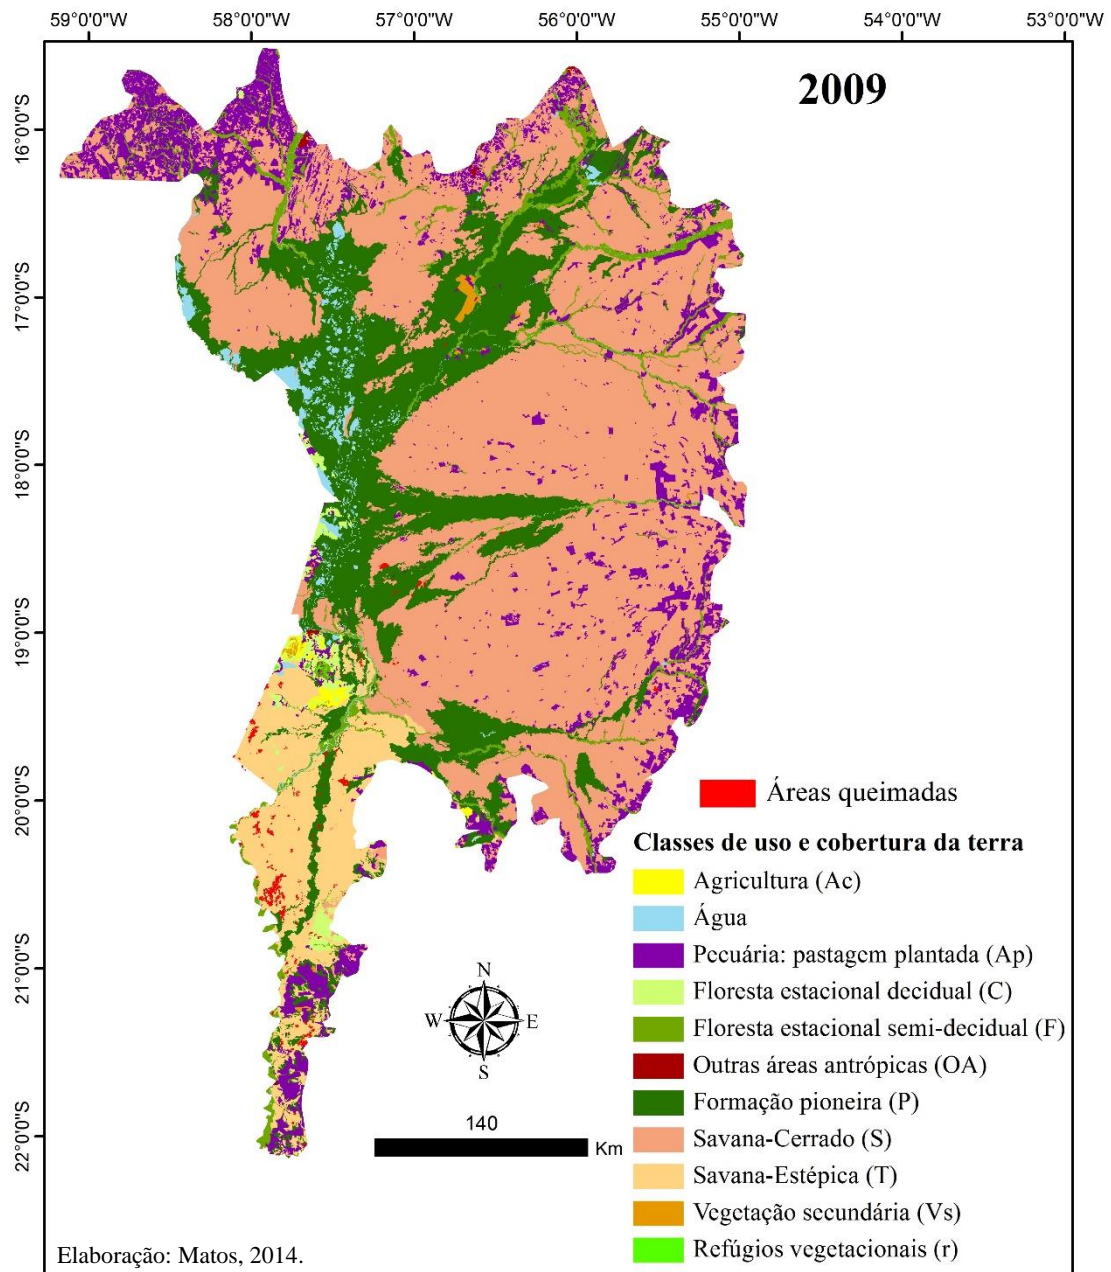 59°0'0"W 58°0'0"W 57°0'0"W 56°0'0"W 55°0'0"W 54°0'0"W 53°0'0"W
2009
16°0'0"S
17°0'0"S
18°0'0"S
19°0'0"S
20°0'0"S
21°0'0"S
22°0'0"S
Áreas queimadas
Classes de uso e cobertura da terra
Agricultura (Ac)
Água
Pecuária: pastagem plantada (Ap)
Floresta estacional decidual (C)
Floresta estacional semi-decidual (F)
Outras áreas antrópicas (OA)
Formação pioneira (P)
Savana-Cerrado (S)
Savana-Estépica (T)
Vegetação secundária (Vs)
Refúgios vegetacionais (r)
N
W E
S
140
Km
Elaboração: Matos, 2014.